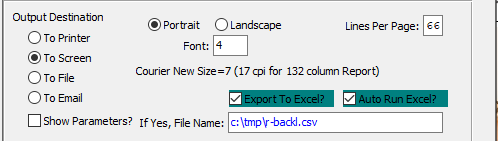 Output Destination
Portrait Landscape Lines Per Page: 66
To Printer
Font: 4
To Screen
Courier New Size=7 (17 cpi for 132 column Report)
To File
To Email
Export To Excel? Auto Run Excel?
Show Parameters? If Yes, File Name: c:\tmp\r-backl.csv